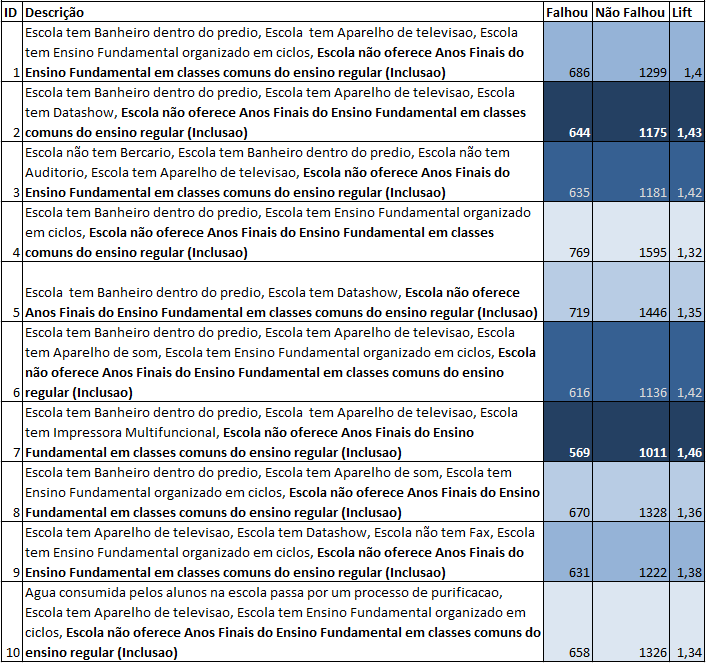 ID Descrição Falhou Não Falhou Lift
Escola tem Banheiro dentro do predio, Escola  tem Aparelho de televisao, Escola
tem Ensino Fundamental organizado em ciclos, Escola não oferece Anos Finais do
1 Ensino Fundamental em classes comuns do ensino regular (Inclusao) 686 1299 1,4
Escola tem Banheiro dentro do predio, Escola tem Aparelho de televisao, Escola
tem Datashow, Escola não oferece Anos Finais do Ensino Fundamental em classes
2 comuns do ensino regular (Inclusao) 644 1175 1,43
Escola não tem Bercario, Escola tem Banheiro dentro do predio, Escola não tem
Auditorio, Escola tem Aparelho de televisao, Escola não oferece Anos Finais do
3 Ensino Fundamental em classes comuns do ensino regular (Inclusao) 635 1181 1,42
Escola tem Banheiro dentro do predio, Escola tem Ensino Fundamental organizado
em ciclos, Escola não oferece Anos Finais do Ensino Fundamental em classes
4 comuns do ensino regular (Inclusao) 769 1595 1,32
Escola  tem Banheiro dentro do predio, Escola tem Datashow, Escola não oferece
5 Anos Finais do Ensino Fundamental em classes comuns do ensino regular (Inclusao) 719 1446 1,35
Escola tem Banheiro dentro do predio, Escola tem Aparelho de televisao, Escola
tem Aparelho de som, Escola tem Ensino Fundamental organizado em ciclos, Escola
não oferece Anos Finais do Ensino Fundamental em classes comuns do ensino
6 regular (Inclusao) 616 1136 1,42
Escola tem Banheiro dentro do predio, Escola  tem Aparelho de televisao, Escola
tem Impressora Multifuncional, Escola não oferece Anos Finais do Ensino
7 Fundamental em classes comuns do ensino regular (Inclusao) 569 1011 1,46
Escola tem Banheiro dentro do predio, Escola tem Aparelho de som, Escola tem
Ensino Fundamental organizado em ciclos, Escola não oferece Anos Finais do Ensino
8 Fundamental em classes comuns do ensino regular (Inclusao) 670 1328 1,36
Escola tem Aparelho de televisao, Escola tem Datashow, Escola não tem Fax, Escola
tem Ensino Fundamental organizado em ciclos, Escola não oferece Anos Finais do
9 Ensino Fundamental em classes comuns do ensino regular (Inclusao) 631 1222 1,38
Agua consumida pelos alunos na escola passa por um processo de purificacao,
Escola tem Aparelho de televisao, Escola tem Ensino Fundamental organizado em
ciclos, Escola não oferece Anos Finais do Ensino Fundamental em classes comuns do
10 ensino regular (Inclusao) 658 1326 1,34